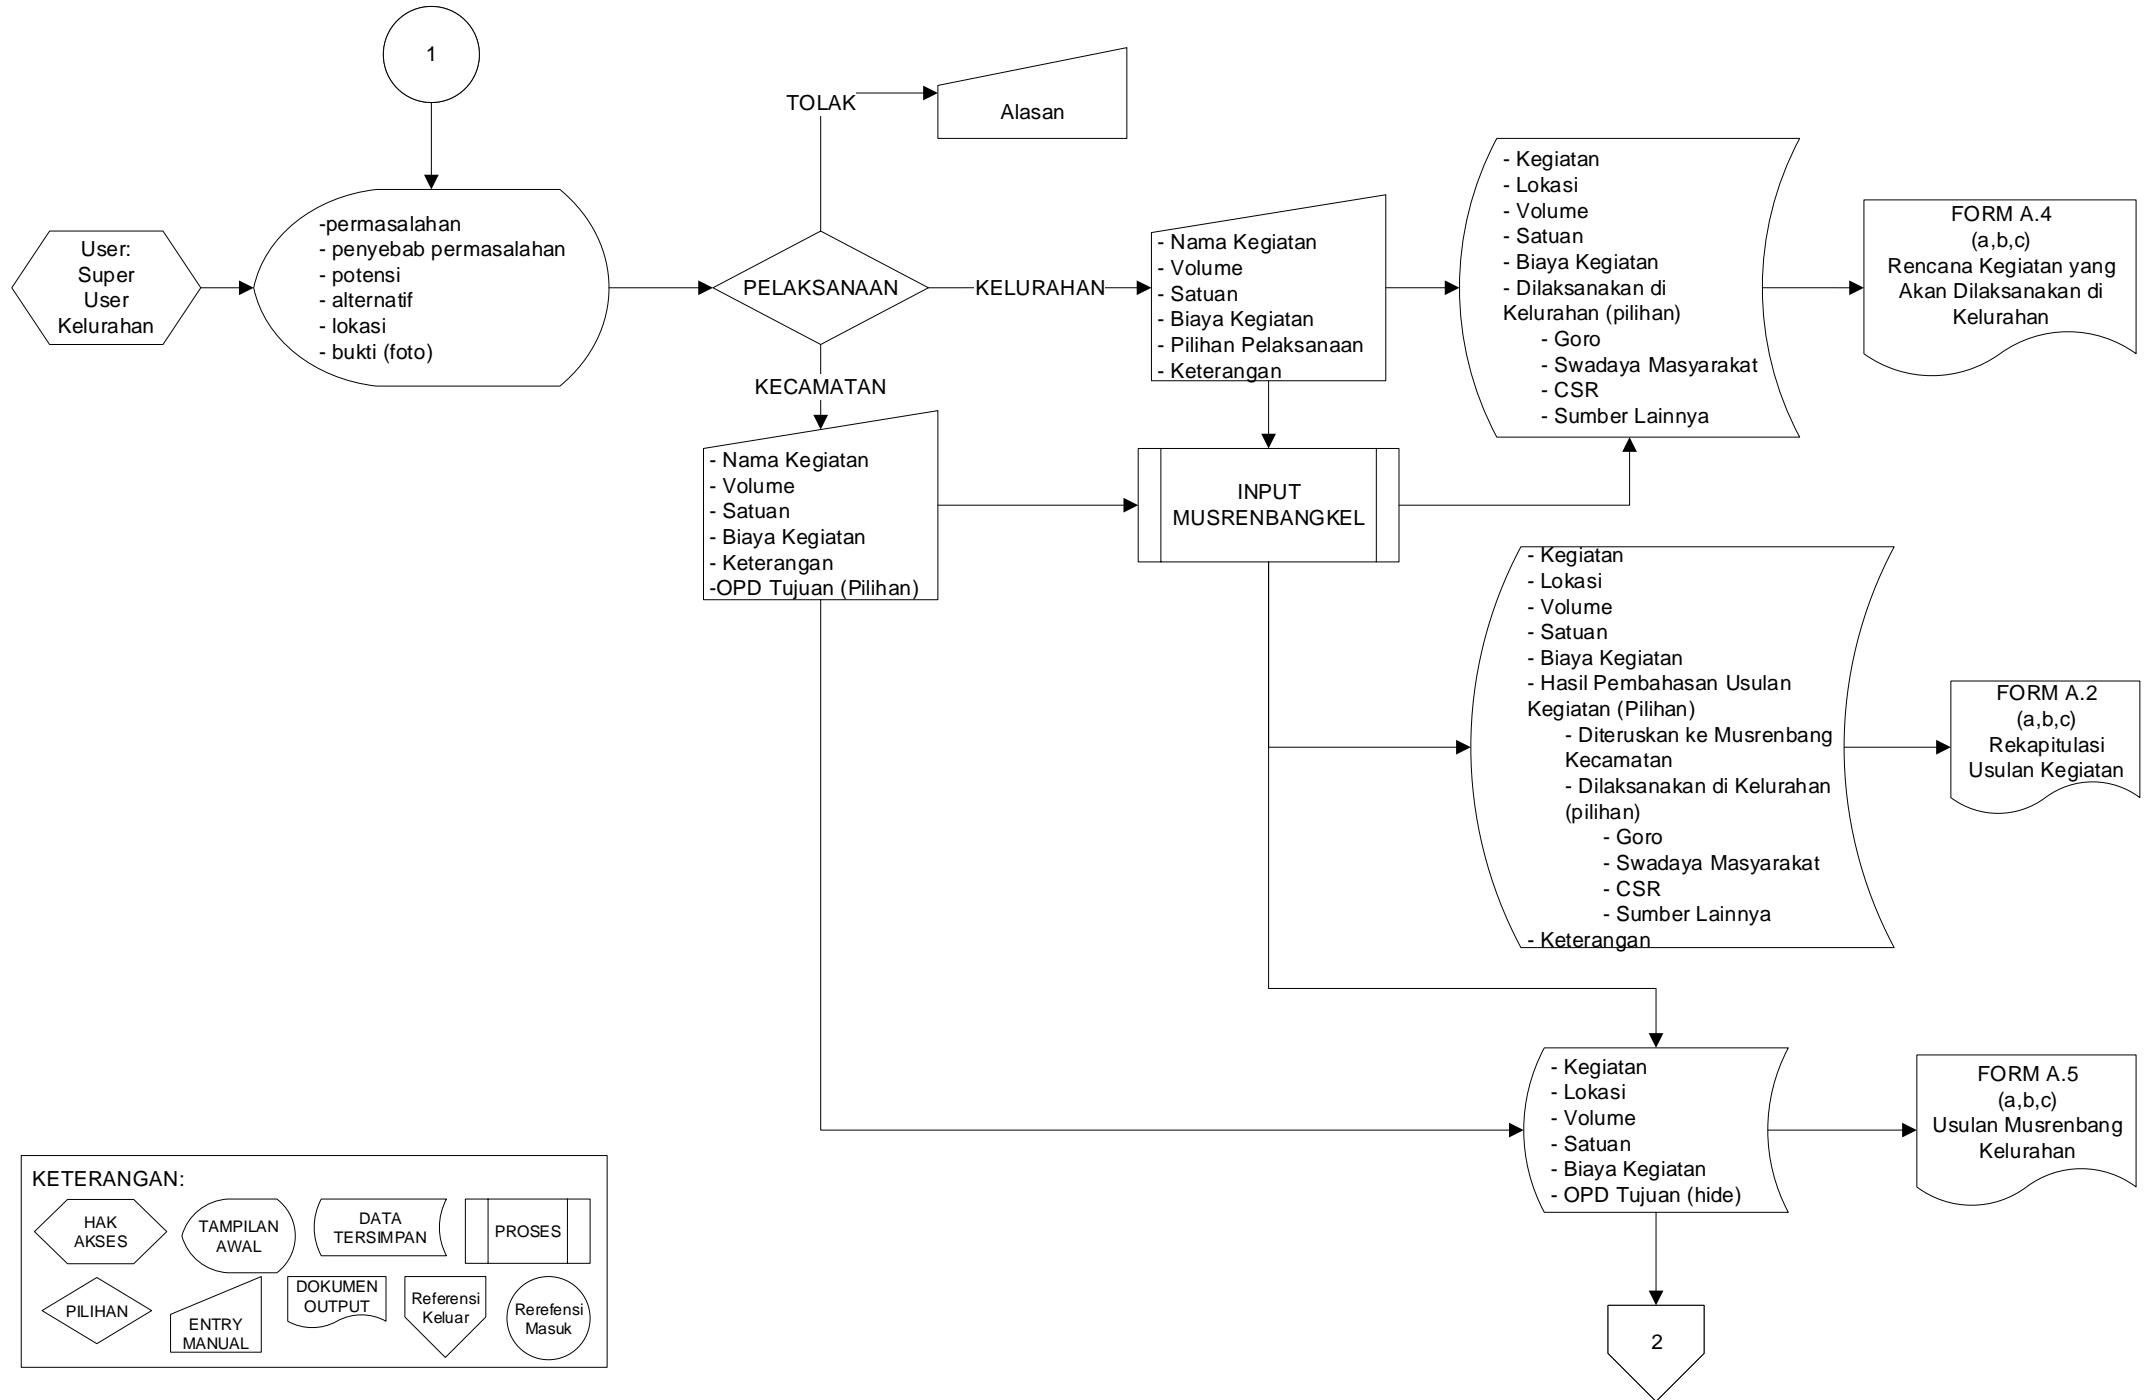 1
User:
Super
User
Kelurahan
-permasalahan
- penyebab permasalahan
- potensi
- alternatif
- lokasi
- bukti (foto)
PELAKSANAAN
TOLAK
Alasan
KELURAHAN
KECAMATAN
- Nama Kegiatan
- Volume
- Satuan
- Biaya Kegiatan
- Pilihan Pelaksanaan
- Keterangan
- Kegiatan
- Lokasi
- Volume
- Satuan
- Biaya Kegiatan
- Dilaksanakan di
Kelurahan (pilihan)
- Goro
- Swadaya Masyarakat
- CSR
- Sumber Lainnya
FORM A.4
(a,b,c)
Rencana Kegiatan yang
Akan Dilaksanakan di
Kelurahan
- Nama Kegiatan
- Volume
- Satuan
- Biaya Kegiatan
- Keterangan
-OPD Tujuan (Pilihan)
INPUT
MUSRENBANGKEL
- Kegiatan
- Lokasi
- Volume
- Satuan
- Biaya Kegiatan
- Hasil Pembahasan Usulan
Kegiatan (Pilihan)
- Diteruskan ke Musrenbang
Kecamatan
- Dilaksanakan di Kelurahan
(pilihan)
- Goro
- Swadaya Masyarakat
- CSR
- Sumber Lainnya
- Keterangan
FORM A.2
(a,b,c)
Rekapitulasi
Usulan Kegiatan
- Kegiatan
- Lokasi
- Volume
- Satuan
- Biaya Kegiatan
- OPD Tujuan (hide)
FORM A.5
(a,b,c)
Usulan Musrenbang
Kelurahan
2
KETERANGAN:
HAK
AKSES
TAMPILAN
AWAL
DATA
TERSIMPAN
PROSES
PILIHAN
ENTRY
MANUAL
DOKUMEN
OUTPUT
Referensi
Keluar
Rerefensi
Masuk